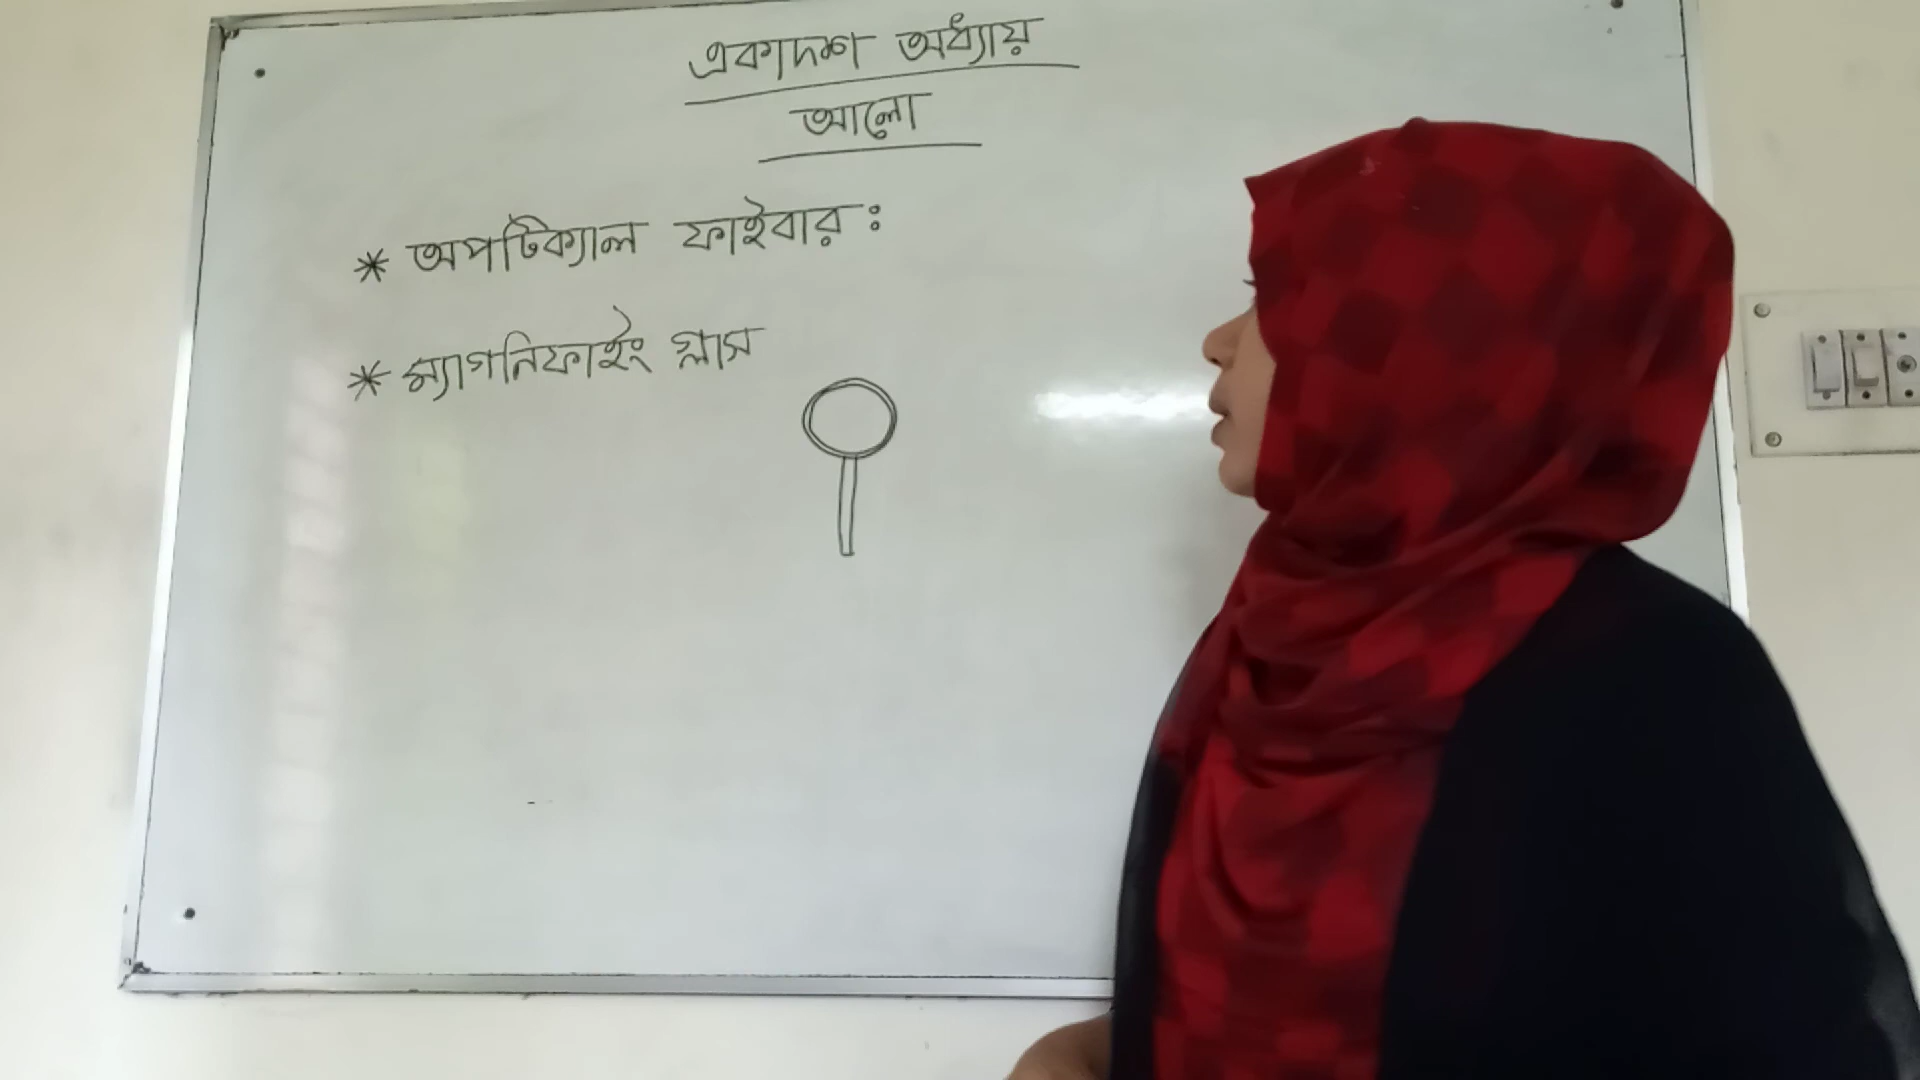 একাদশ অধ্যায়
আলো
* অপটিক্যাল ফাইবার :
* ম্যাগনিফাইং গ্লাস